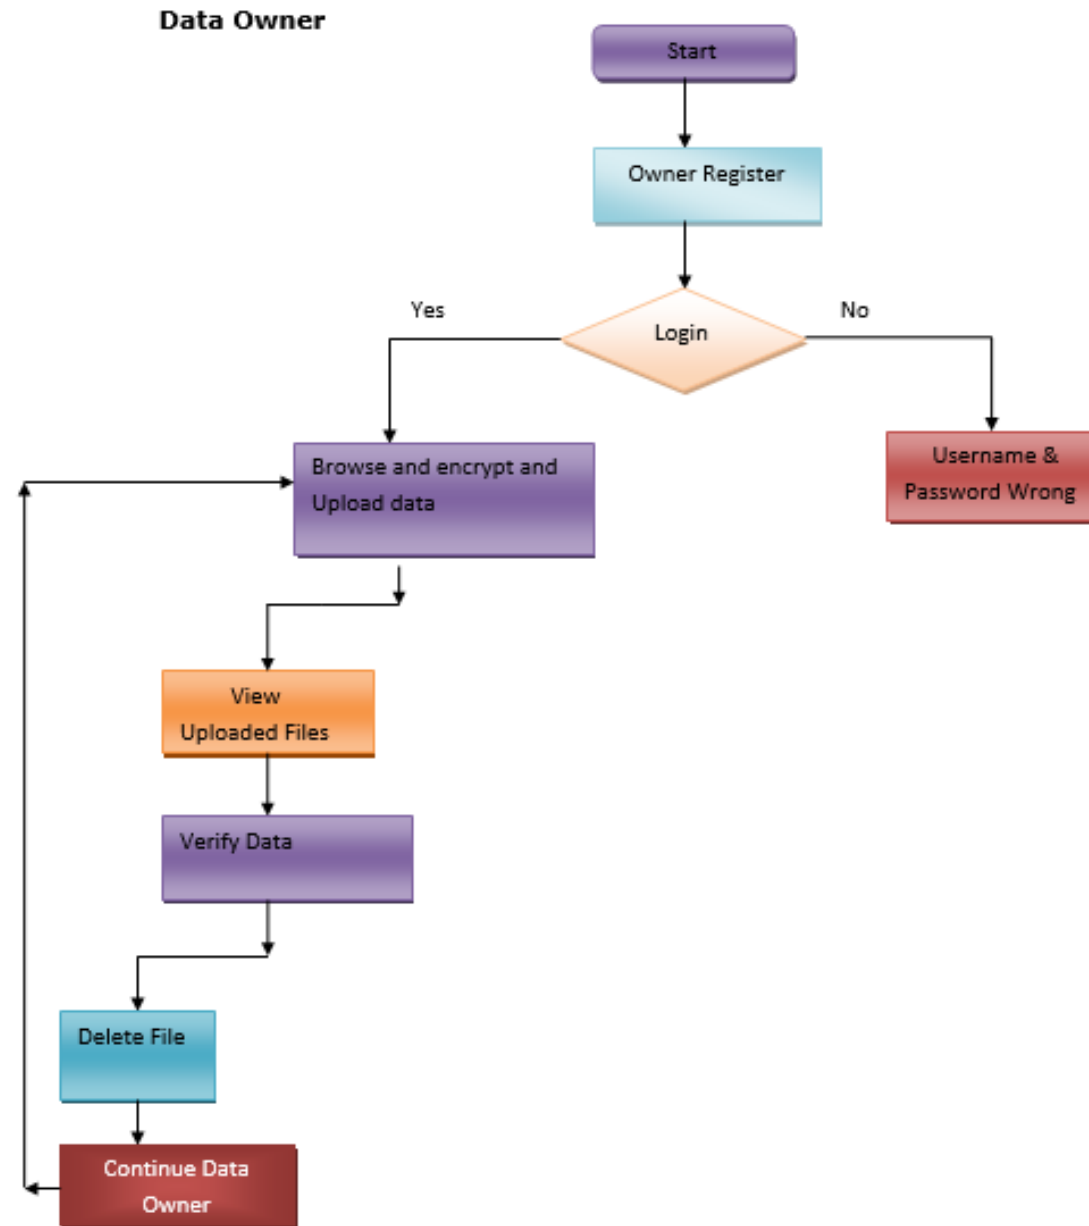 Data Owner
Start
Owner Register
Yes
No
Login
Browse and encrypt and
Upload data
Username &
Password Wrong
View
Uploaded Files
Verify Data
Delete File
Continue Data
Owner